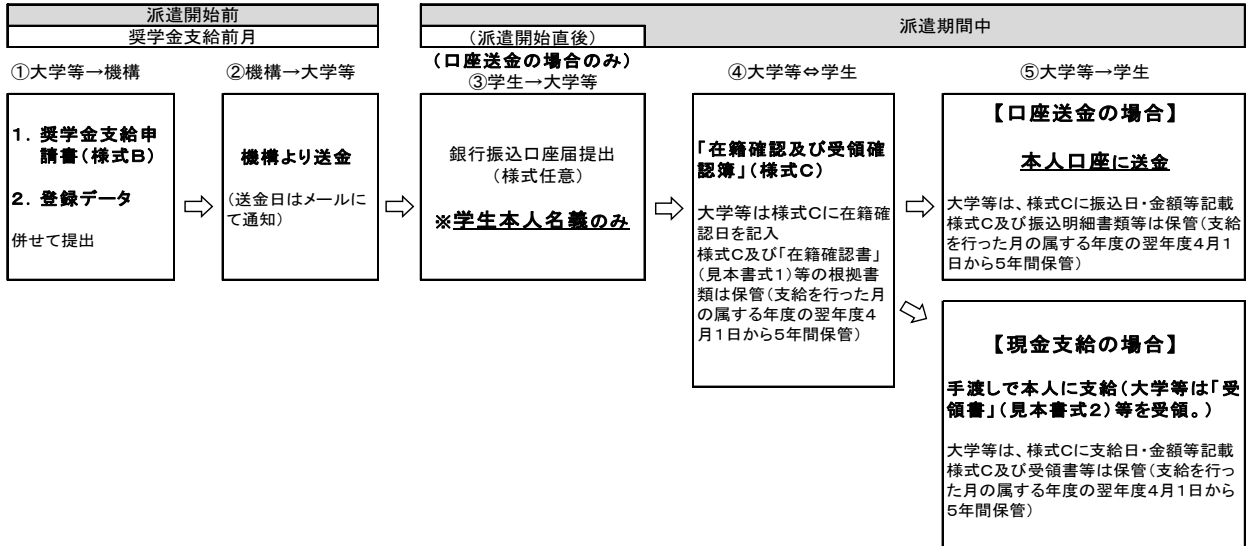 派遣開始前
奨学金支給前月
派遣期間中
(派遣開始直後)
①大学等→機構
1．奨学金支給申
請書(様式B)
2．登録データ
併せて提出
②機構→大学等
機構より送金
(送金日はメールに
て通知)
(口座送金の場合のみ)
③学生→大学等
銀行振込口座届提出
(様式任意)
※学生本人名義のみ
④大学等⇔学生
「在籍確認及び受領確
認簿」(様式C)
大学等は様式Cに在籍確
認日を記入
様式C及び「在籍確認書」
(見本書式1)等の根拠書
類は保管(支給を行った月
の属する年度の翌年度4
月1日から5年間保管)
⑤大学等→学生
【口座送金の場合】
本人口座に送金
大学等は、様式Cに振込日・金額等記載
様式C及び振込明細書類等は保管(支給
を行った月の属する年度の翌年度4月1
日から5年間保管)
【現金支給の場合】
手渡しで本人に支給(大学等は「受
領書」(見本書式2)等を受領。)
大学等は、様式Cに支給日・金額等記載
様式C及び受領書等は保管(支給を行っ
た月の属する年度の翌年度4月1日から
5年間保管)